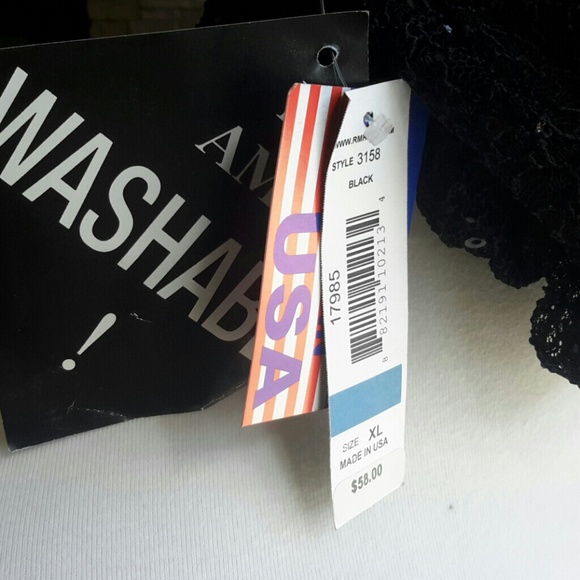 AM
WASHABLE
!
USA
WWW.RM
STYLE 3158
BLACK
17985
8 82191 10213 4
SIZE XL
MADE IN USA
$58.00